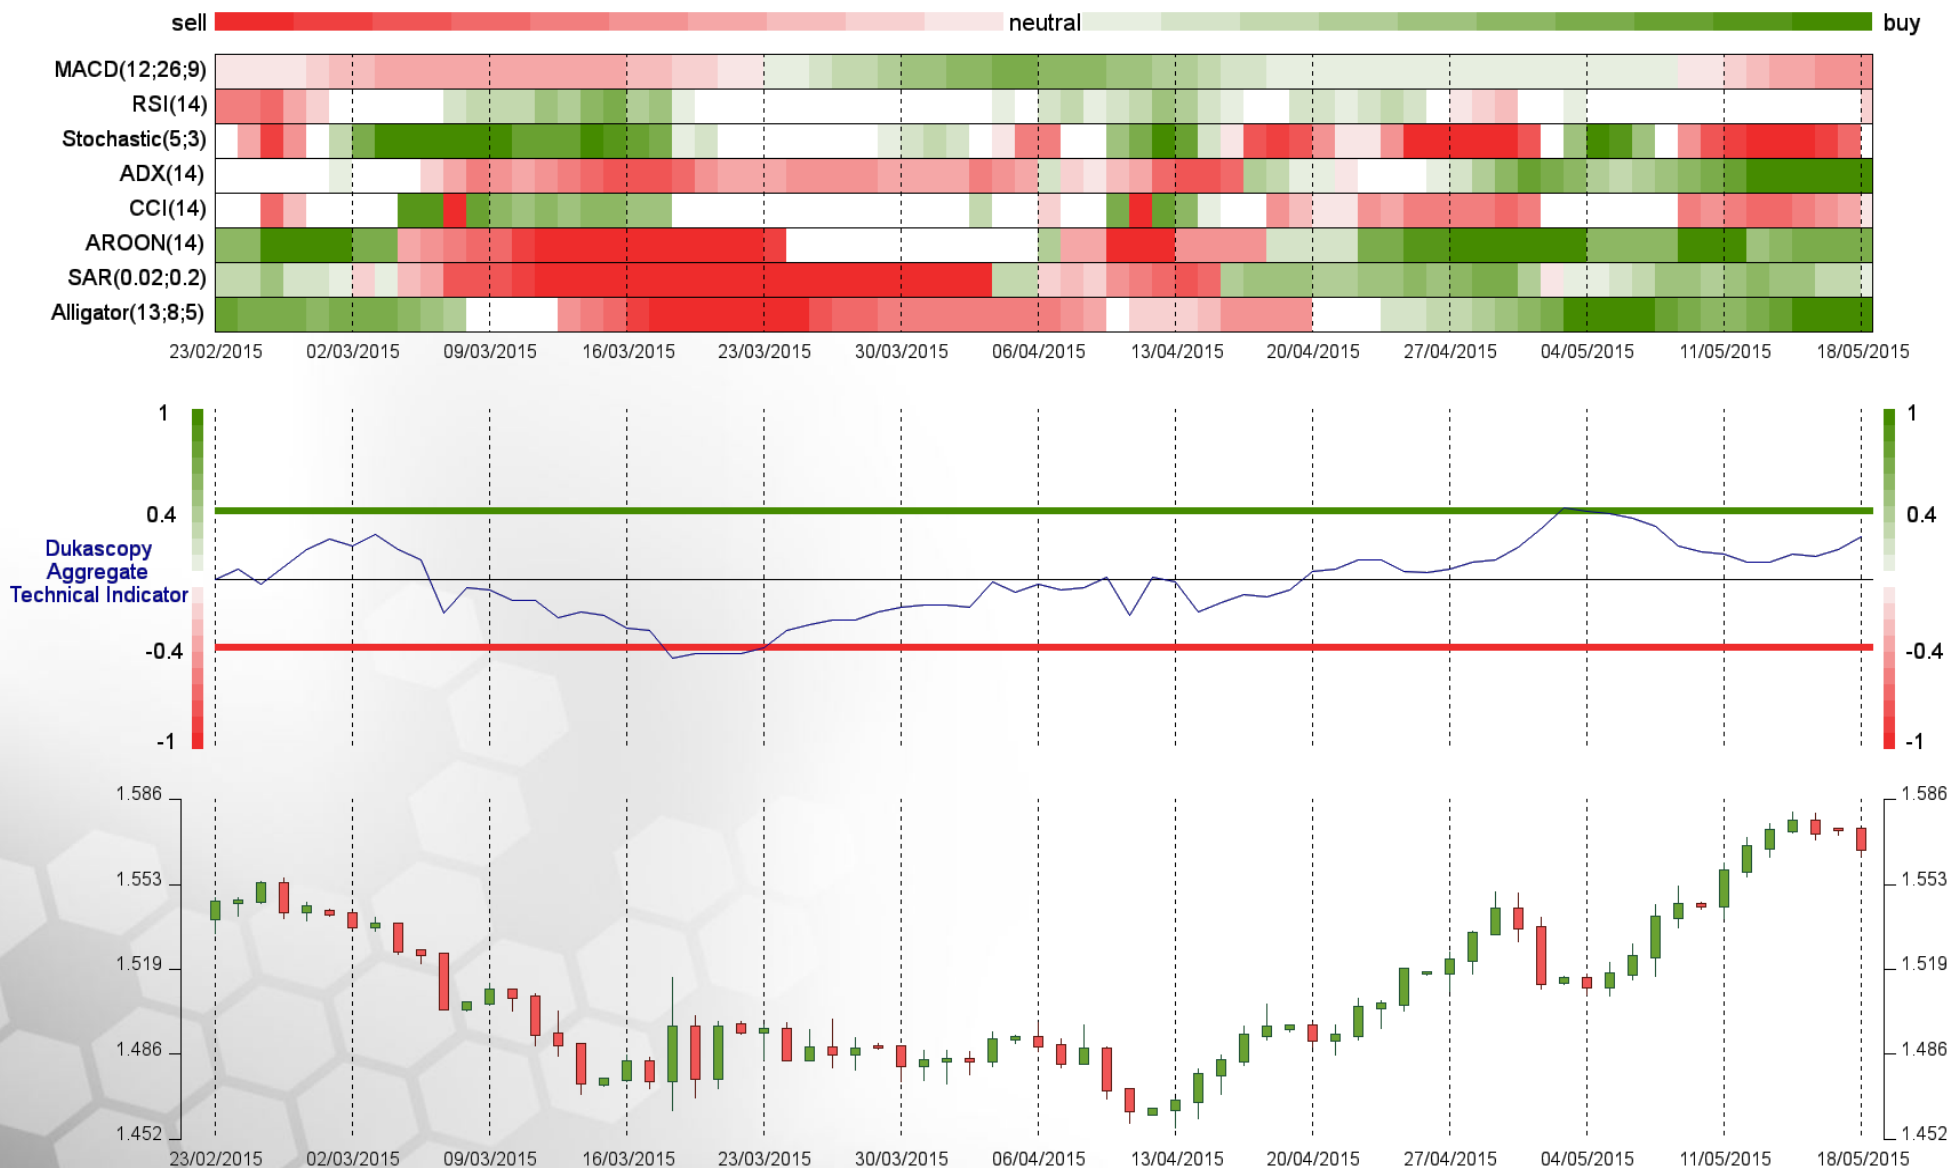 sell neutral buy
MACD(12;26;9)
RSI(14)
Stochastic(5;3)
ADX(14)
CCI(14)
AROON(14)
SAR(0.02;0.2)
Alligator(13;8;5)
23/02/2015 02/03/2015 09/03/2015 16/03/2015 23/03/2015 30/03/2015 06/04/2015 13/04/2015 20/04/2015 27/04/2015 04/05/2015 11/05/2015 18/05/2015
1 1
0.4 0.4
Dukascopy
Aggregate
Technical Indicator
-0.4 -0.4
-1 -1
1.586 1.586
1.553 1.553
1.519 1.519
1.486 1.486
1.452 1.452
23/02/2015 02/03/2015 09/03/2015 16/03/2015 23/03/2015 30/03/2015 06/04/2015 13/04/2015 20/04/2015 27/04/2015 04/05/2015 11/05/2015 18/05/2015